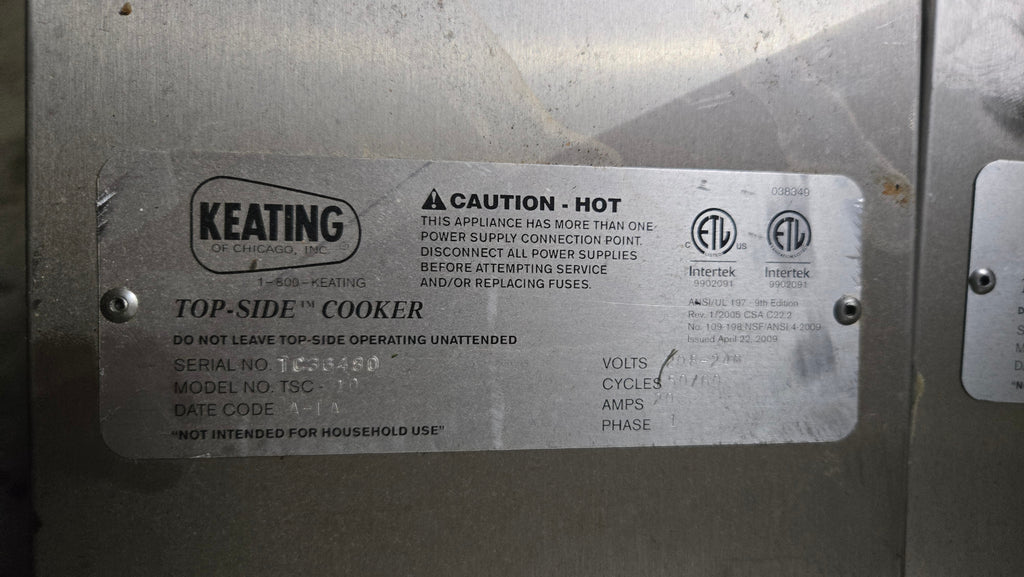 KEATING
OF CHICAGO, INC.
1-800-KEATING
TOP-SIDE™ COOKER
DO NOT LEAVE TOP-SIDE OPERATING UNATTENDED
SERIAL NO. TC36480
MODEL NO. TSC-
DATE CODE
"NOT INTENDED FOR HOUSEHOLD USE"
CAUTION - HOT
THIS APPLIANCE HAS MORE THAN ONE
POWER SUPPLY CONNECTION POINT.
DISCONNECT ALL POWER SUPPLIES
BEFORE ATTEMPTING SERVICE
AND/OR REPLACING FUSES.
038349
C ETL US
Intertek
9902091
ETL
Intertek
9902091
ANSI/UL 197 - 9th Edition
Rev. 1/2005 CSA C22.2
No. 109-198 NSF/ANSI 4-2009
Issued April 22, 2009
VOLTS
CYCLES 50/60
AMPS
PHASE 1